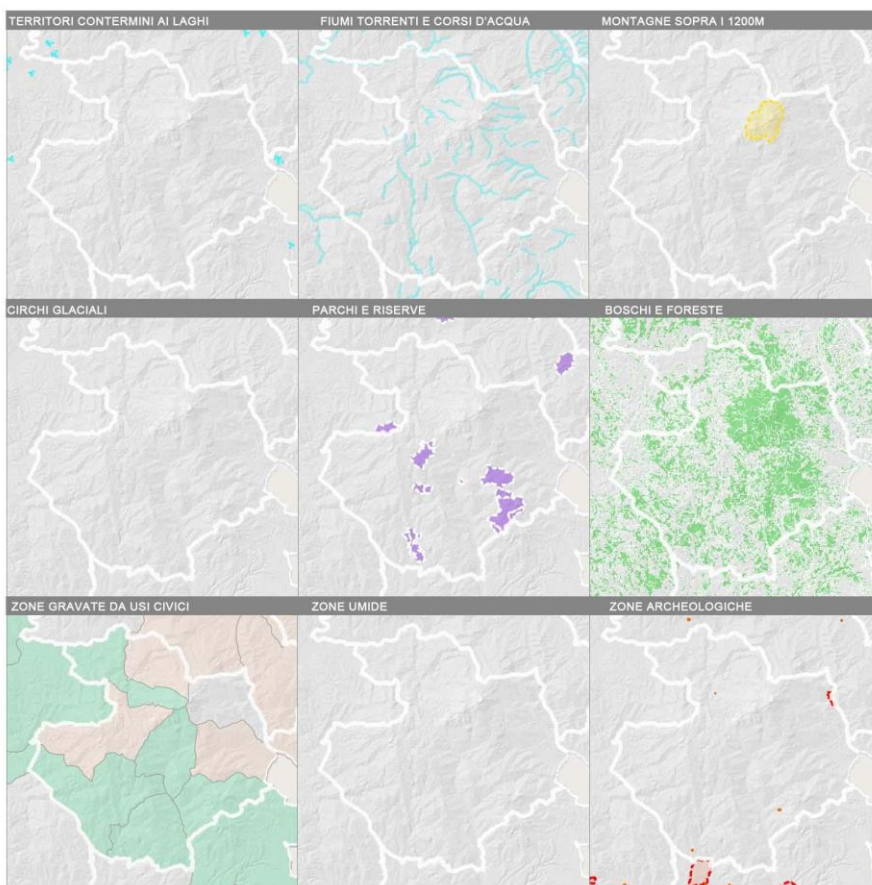 TERRITORI CONTERMINI AI LAGHI
FIUMI TORRENTI E CORSI D'ACQUA
MONTAGNE SOPRA I 1200M
CIRCHI GLACIALI
PARCHI E RISERVE
BOSCHI E FORESTE
ZONE GRAVATE DA USI CIVICI
ZONE UMIDE
ZONE ARCHEOLOGICHE